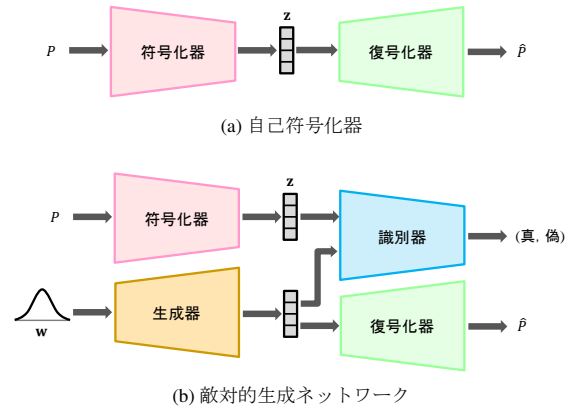 z
P 符号化器 復号化器 P̂
(a) 自己符号化器
z
P 符号化器 識別器 (真, 偽)
w 生成器 復号化器 P̂
(b) 敵対的生成ネットワーク